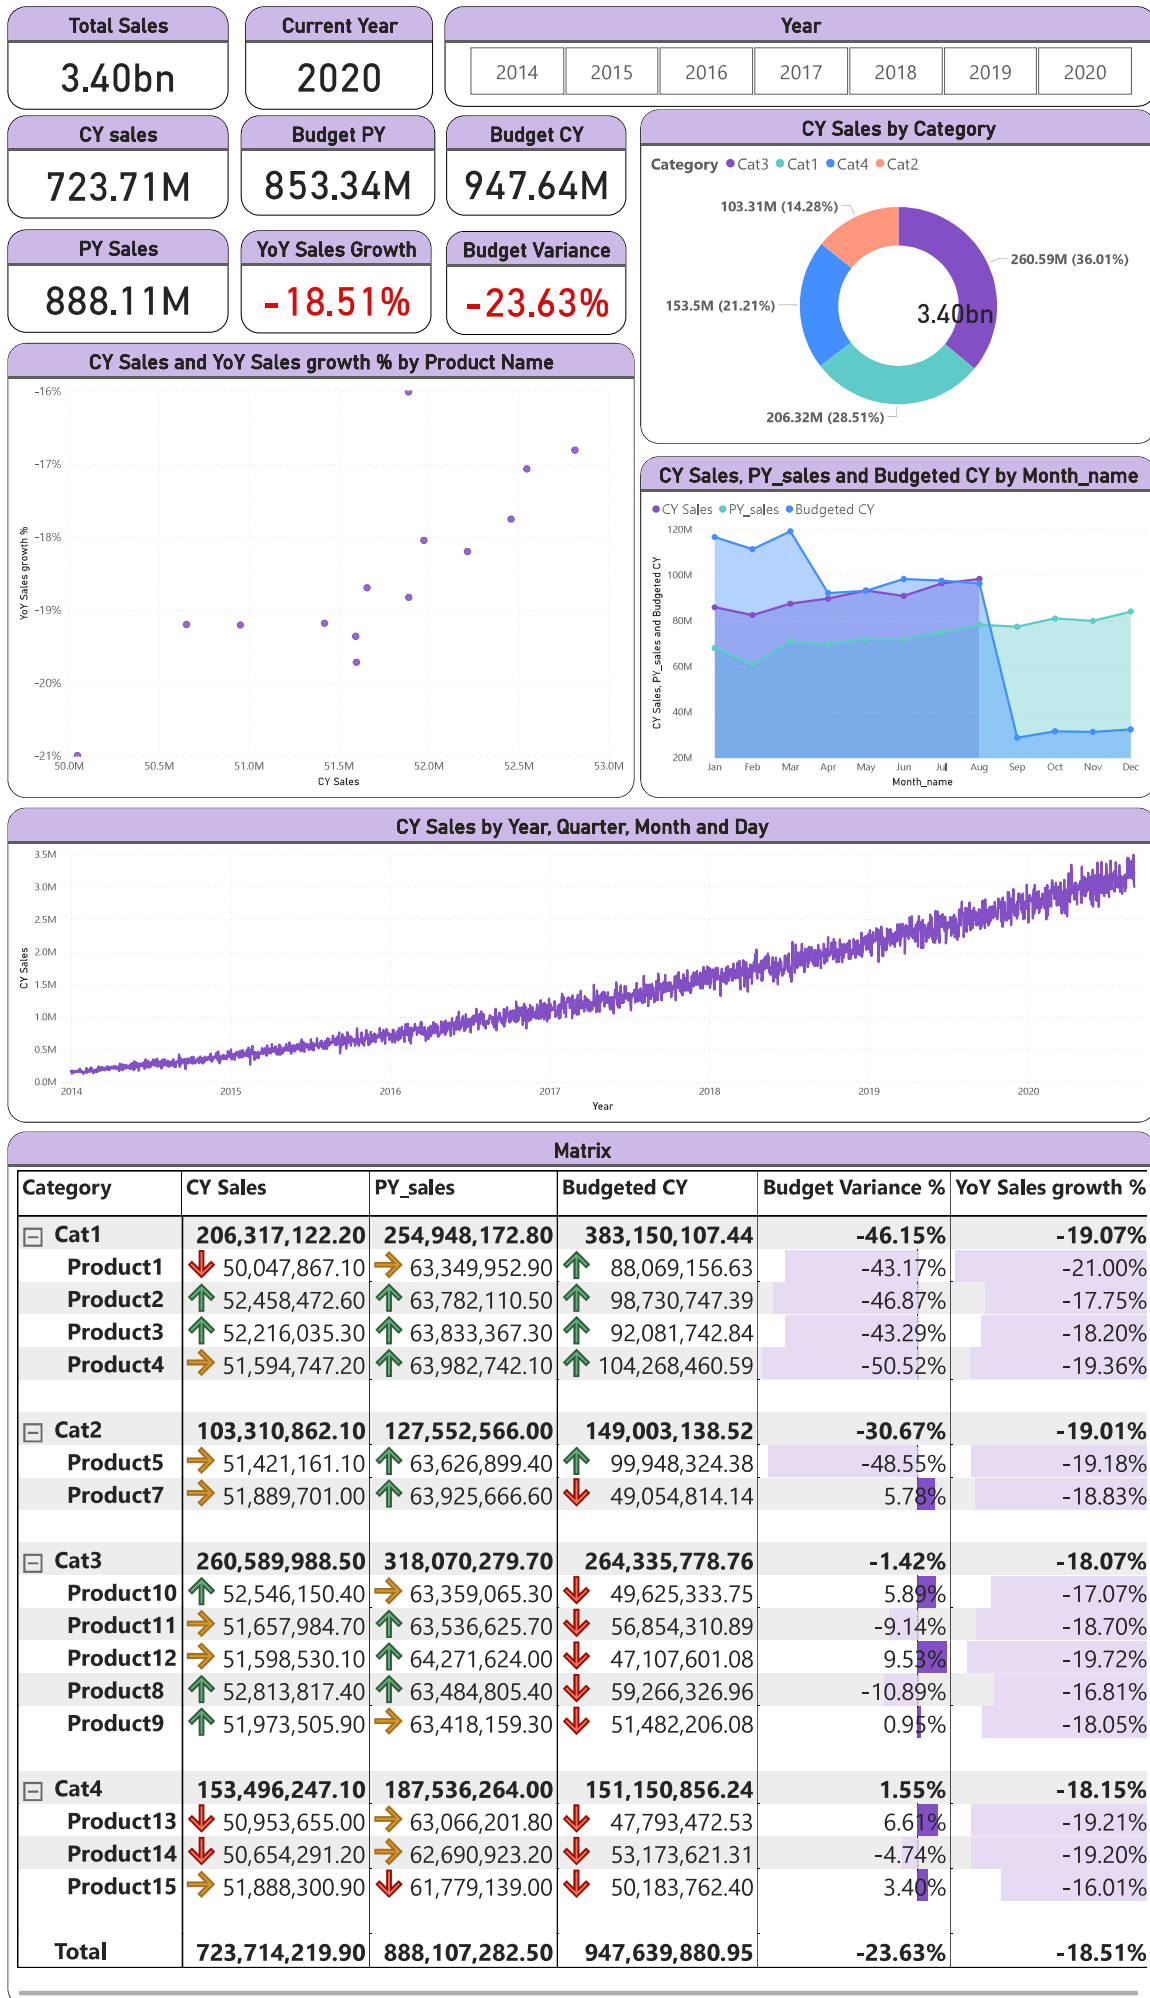 Total Sales
3.40bn
Current Year
2020
Year
2014 2015 2016 2017 2018 2019 2020
CY sales
723.71M
Budget PY
853.34M
Budget CY
947.64M
PY Sales
888.11M
YoY Sales Growth
-18.51%
Budget Variance
-23.63%
CY Sales by Category
Category Cat3 Cat1 Cat4 Cat2
103.31M (14.28%)
260.59M (36.01%)
153.5M (21.21%)
3.40bn
206.32M (28.51%)
CY Sales and YoY Sales growth % by Product Name
YoY Sales growth %
-16%
-17%
-18%
-19%
-20%
-21%
50.0M 50.5M 51.0M 51.5M 52.0M 52.5M 53.0M
CY Sales
CY Sales, PY_sales and Budgeted CY by Month_name
CY Sales PY_sales Budgeted CY
CY Sales, PY_sales and Budgeted CY
120M
100M
80M
60M
40M
20M
Jan Feb Mar Apr May Jun Jul Aug Sep Oct Nov Dec
Month_name
CY Sales by Year, Quarter, Month and Day
CY Sales
3.5M
3.0M
2.5M
2.0M
1.5M
1.0M
0.5M
0.0M
2014 2015 2016 2017 2018 2019 2020
Year
Matrix
Category CY Sales PY_sales Budgeted CY Budget Variance % YoY Sales growth %
Cat1 206,317,122.20 254,948,172.80 383,150,107.44 -46.15% -19.07%
Product1 50,047,867.10 63,349,952.90 88,069,156.63 -43.17% -21.00%
Product2 52,458,472.60 63,782,110.50 98,730,747.39 -46.87% -17.75%
Product3 52,216,035.30 63,833,367.30 92,081,742.84 -43.29% -18.20%
Product4 51,594,747.20 63,982,742.10 104,268,460.59 -50.52% -19.36%
Cat2 103,310,862.10 127,552,566.00 149,003,138.52 -30.67% -19.01%
Product5 51,421,161.10 63,626,899.40 99,948,324.38 -48.55% -19.18%
Product7 51,889,701.00 63,925,666.60 49,054,814.14 5.78% -18.83%
Cat3 260,589,988.50 318,070,279.70 264,335,778.76 -1.42% -18.07%
Product10 52,546,150.40 63,359,065.30 49,625,333.75 5.89% -17.07%
Product11 51,657,984.70 63,536,625.70 56,854,310.89 -9.14% -18.70%
Product12 51,598,530.10 64,271,624.00 47,107,601.08 9.53% -19.72%
Product8 52,813,817.40 63,484,805.40 59,266,326.96 -10.89% -16.81%
Product9 51,973,505.90 63,418,159.30 51,482,206.08 0.95% -18.05%
Cat4 153,496,247.10 187,536,264.00 151,150,856.24 1.55% -18.15%
Product13 50,953,655.00 63,066,201.80 47,793,472.53 6.61% -19.21%
Product14 50,654,291.20 62,690,923.20 53,173,621.31 -4.74% -19.20%
Product15 51,888,300.90 61,779,139.00 50,183,762.40 3.40% -16.01%
Total 723,714,219.90 888,107,282.50 947,639,880.95 -23.63% -18.51%